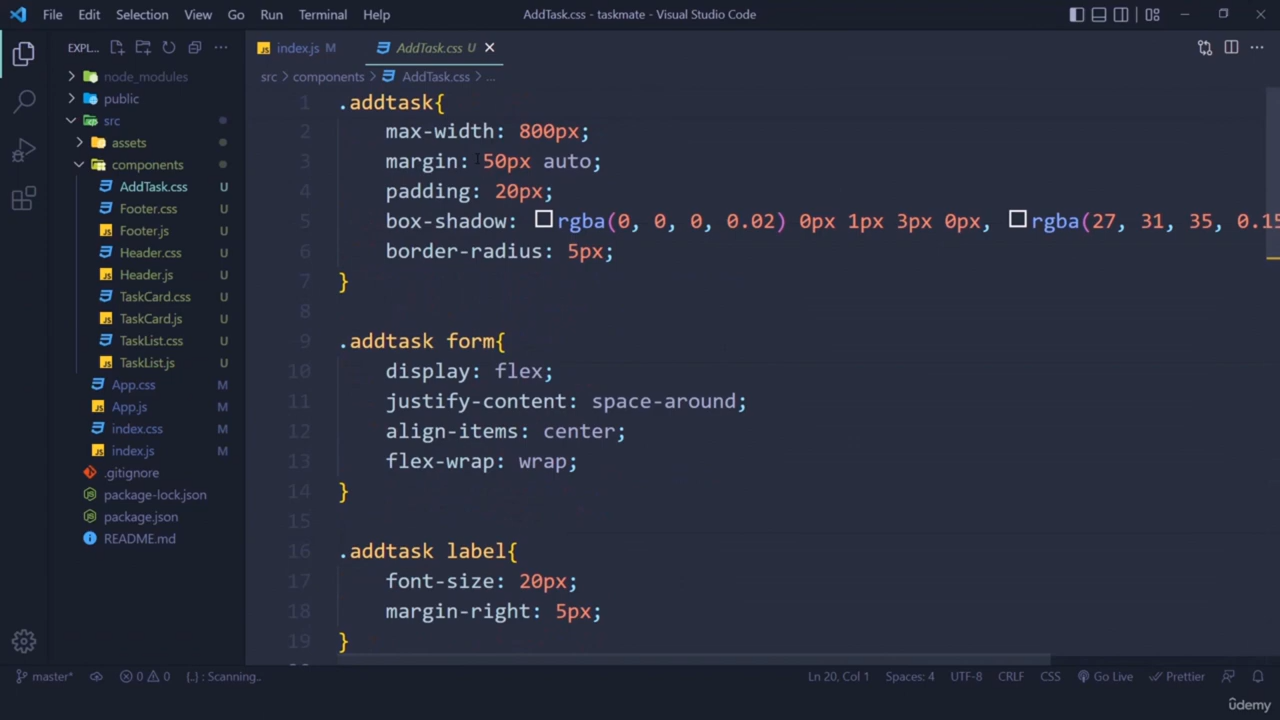 File Edit Selection View Go Run Terminal Help AddTask.css - taskmate - Visual Studio Code
EXPL... index.js M AddTask.css U
src > components > AddTask.css > ...
node_modules
public
src
assets
components
AddTask.css U
Footer.css U
Footer.js U
Header.css U
Header.js U
TaskCard.css U
TaskCard.js U
TaskList.css U
TaskList.js U
App.css M
App.js M
index.css M
index.js M
.gitignore
package-lock.json
package.json
README.md
1 .addtask{
2 max-width: 800px;
3 margin: 50px auto;
4 padding: 20px;
5 box-shadow: rgba(0, 0, 0, 0.02) 0px 1px 3px 0px, rgba(27, 31, 35, 0.15
6 border-radius: 5px;
7 }
8
9 .addtask form{
10 display: flex;
11 justify-content: space-around;
12 align-items: center;
13 flex-wrap: wrap;
14 }
15
16 .addtask label{
17 font-size: 20px;
18 margin-right: 5px;
19 }
master* 0 0 {..} : Scanning.. Ln 20, Col 1 Spaces: 4 UTF-8 CRLF CSS Go Live Prettier
ûdemy